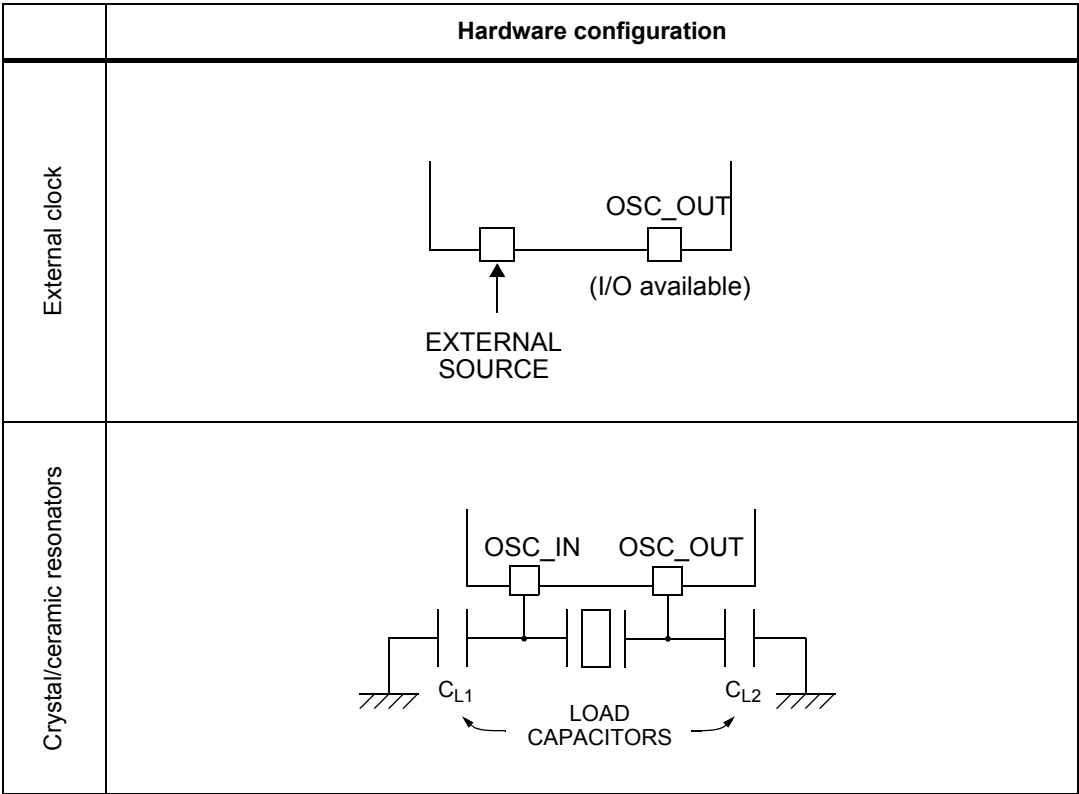 Hardware configuration
External clock
OSC_OUT
(I/O available)
EXTERNAL
SOURCE
Crystal/ceramic resonators
OSC_IN OSC_OUT
CL1
CL2
LOAD
CAPACITORS